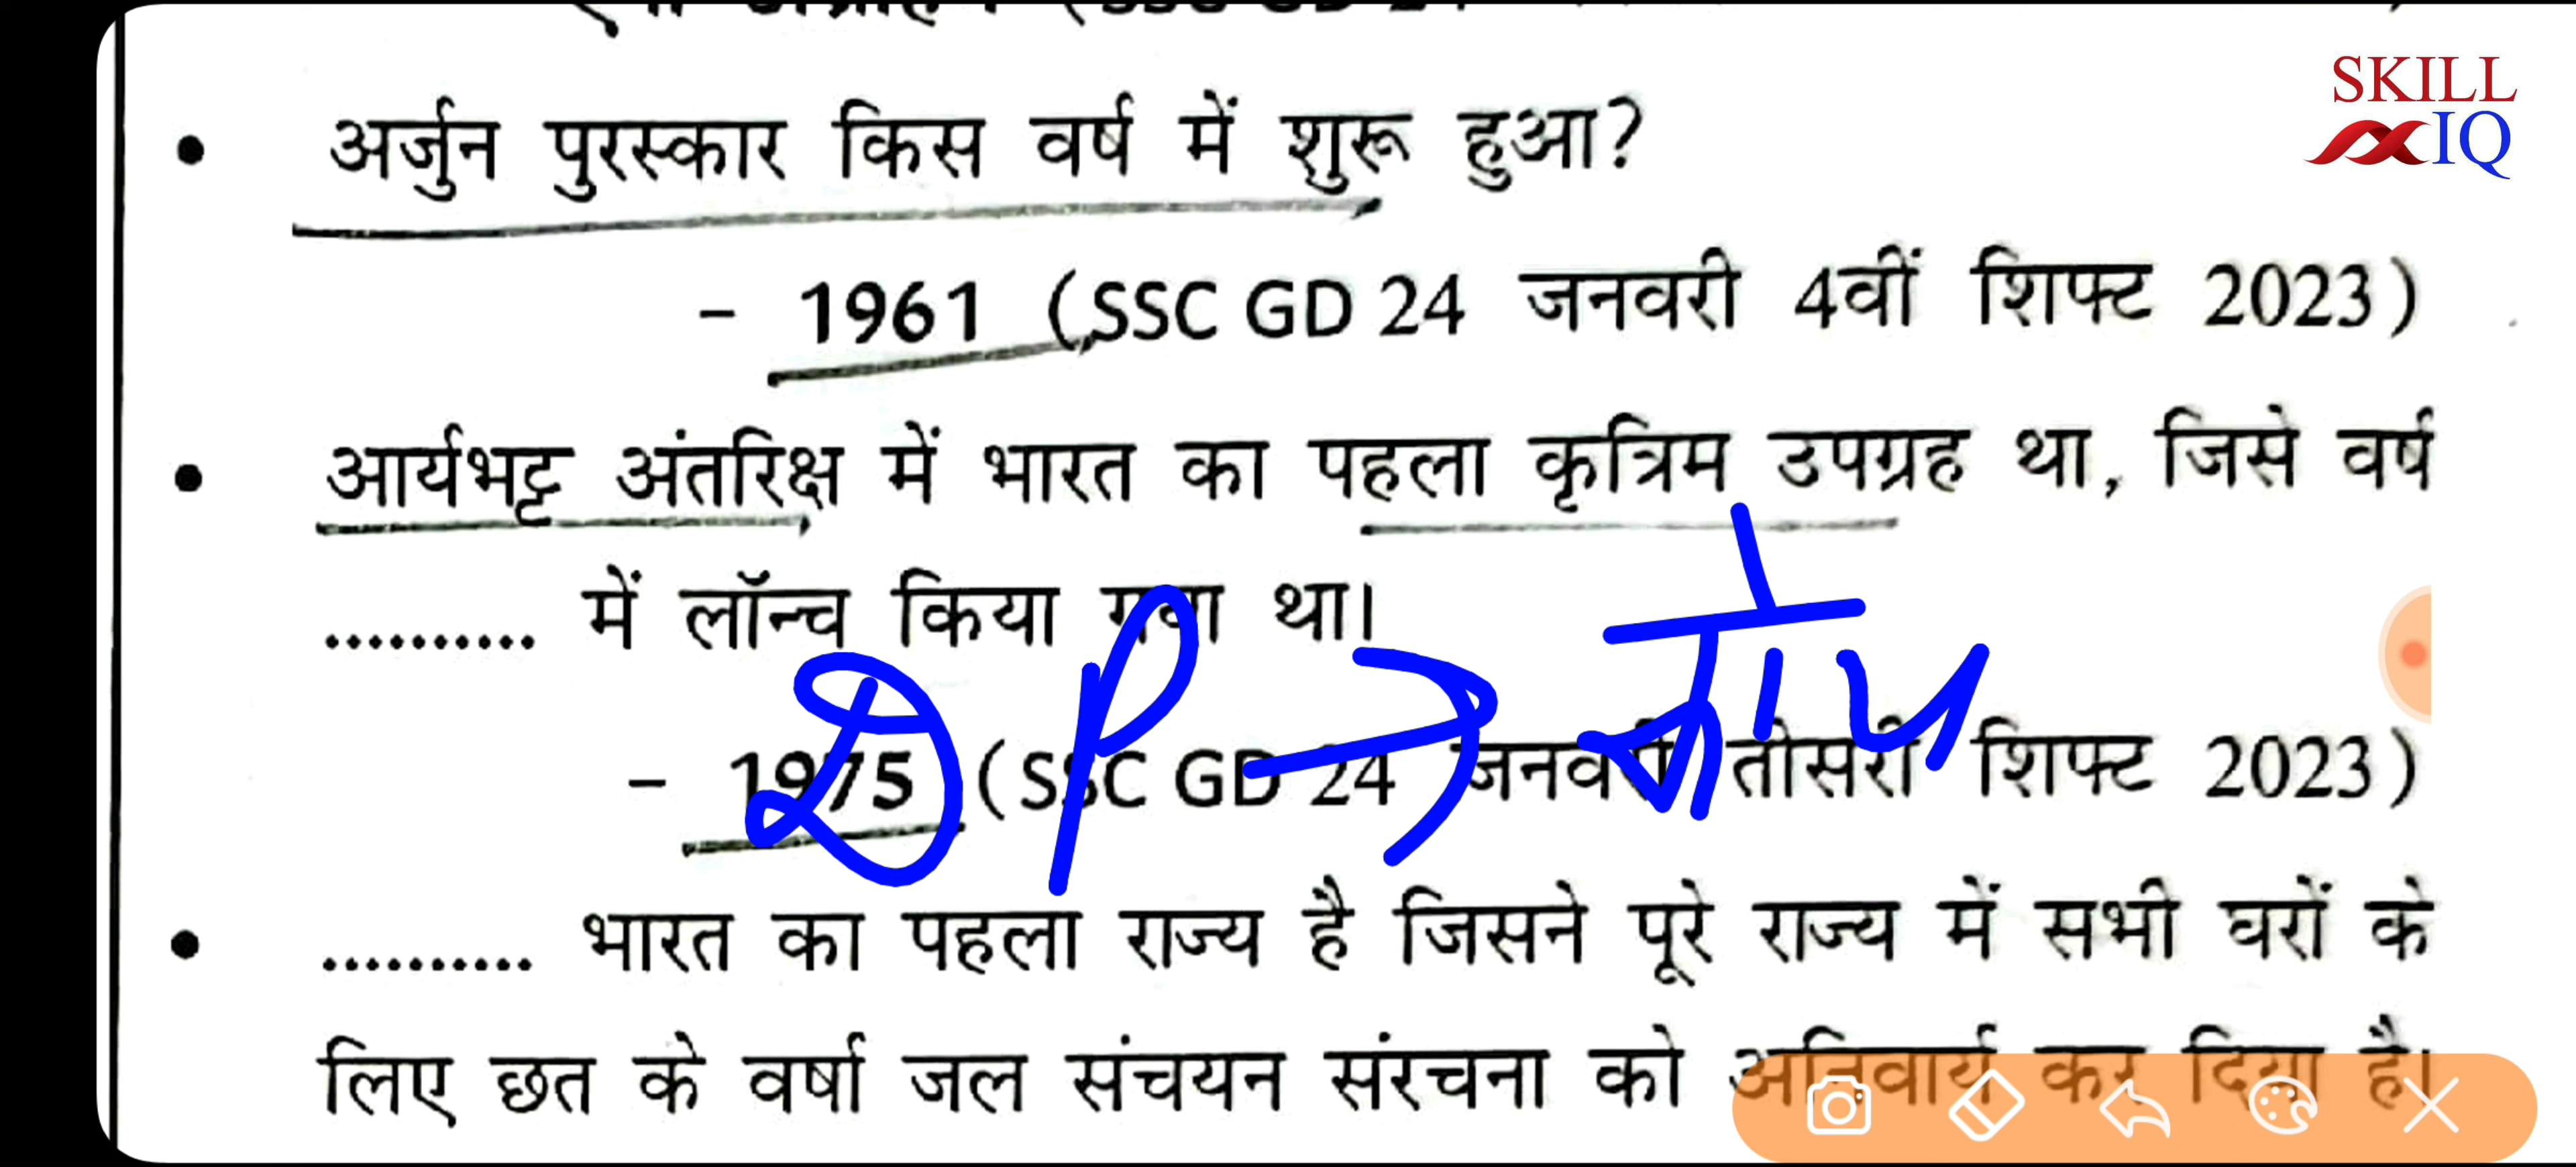 SKILL
IQ
• अर्जुन पुरस्कार किस वर्ष में शुरू हुआ?
– 1961 (SSC GD 24 जनवरी 4वीं शिफ्ट 2023)
• आर्यभट्ट अंतरिक्ष में भारत का पहला कृत्रिम उपग्रह था, जिसे वर्ष
.......... में लॉन्च किया गया था।
DP →
– 1975 (SSC GD 24 जनवरी तीसरी शिफ्ट 2023)
• .......... भारत का पहला राज्य है जिसने पूरे राज्य में सभी घरों के
लिए छत के वर्षा जल संचयन संरचना को अनिवार्य कर दिया है।